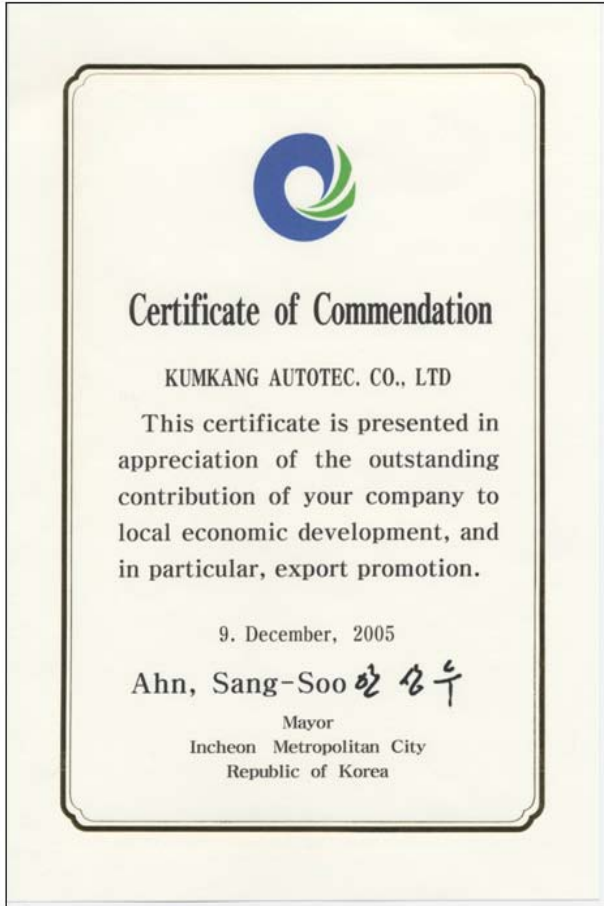 Certificate of Commendation
KUMKANG AUTOTEC. CO., LTD
This certificate is presented in
appreciation of the outstanding
contribution of your company to
local economic development, and
in particular, export promotion.
9. December, 2005
Ahn, Sang-Soo 안상수
Mayor
Incheon Metropolitan City
Republic of Korea